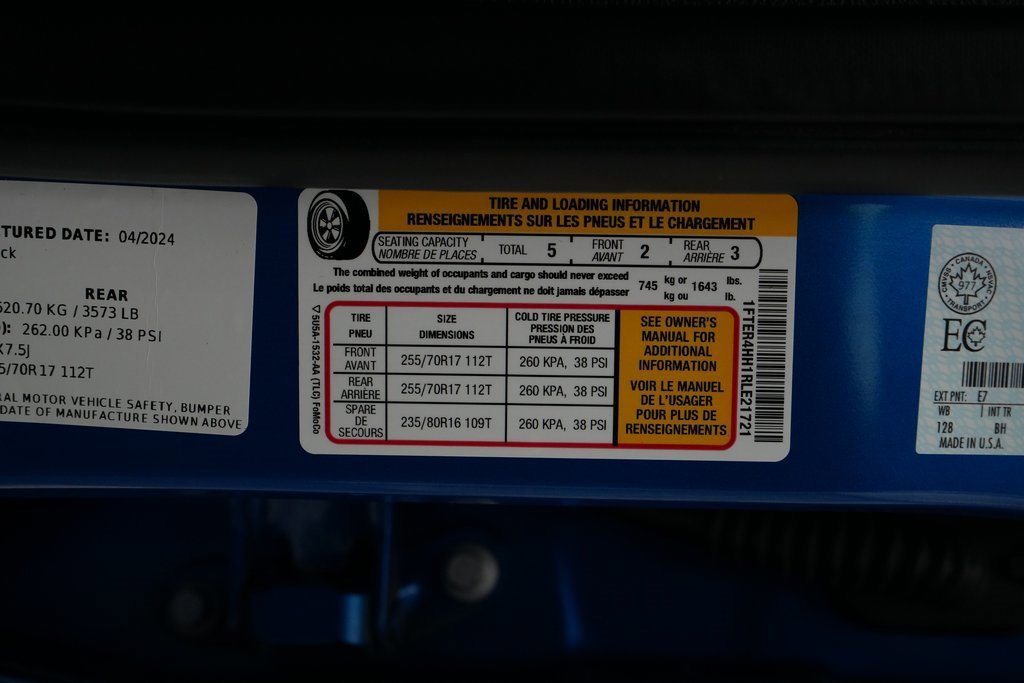 TURED DATE: 04/2024
ck
REAR
620.70 KG / 3573 LB
): 262.00 KPa / 38 PSI
X7.5J
5/70R17 112T
RAL MOTOR VEHICLE SAFETY, BUMPER
DATE OF MANUFACTURE SHOWN ABOVE
TIRE AND LOADING INFORMATION
RENSEIGNEMENTS SUR LES PNEUS ET LE CHARGEMENT
SEATING CAPACITY
NOMBRE DE PLACES
TOTAL 5
FRONT
AVANT 2
REAR
ARRIÈRE 3
The combined weight of occupants and cargo should never exceed
Le poids total des occupants et du chargement ne doit jamais dépasser
745 kg or 1643 lbs.
kg ou lb.
TIRE
PNEU
SIZE
DIMENSIONS
COLD TIRE PRESSURE
PRESSION DES
PNEUS À FROID
FRONT
AVANT
255/70R17 112T
260 KPA, 38 PSI
REAR
ARRIÈRE
255/70R17 112T
260 KPA, 38 PSI
SPARE
DE
SECOURS
235/80R16 109T
260 KPA, 38 PSI
SEE OWNER'S
MANUAL FOR
ADDITIONAL
INFORMATION
VOIR LE MANUEL
DE L'USAGER
POUR PLUS DE
RENSEIGNEMENTS
5U5A-1532-AA (TLC) FoMoCo
1FTER4HH1RLE21721
CMVSS · CANADA · NSVAC
977
TRANSPORT
EC
EXT PNT: E7
WB INT TR
128 BH
MADE IN U.S.A.